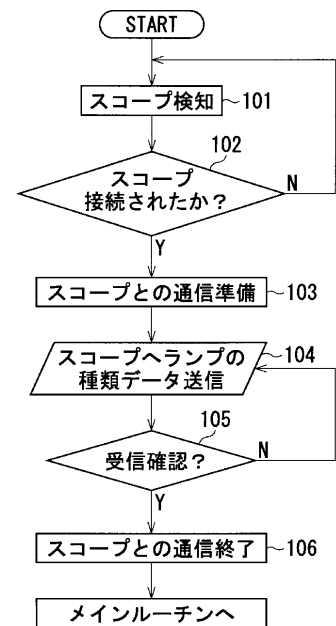 START
スコープ検知
101
102
スコープ
接続されたか?
N
Y
スコープとの通信準備
103
スコープへランプの
種類データ送信
104
105
受信確認?
N
Y
スコープとの通信終了
106
メインルーチンへ